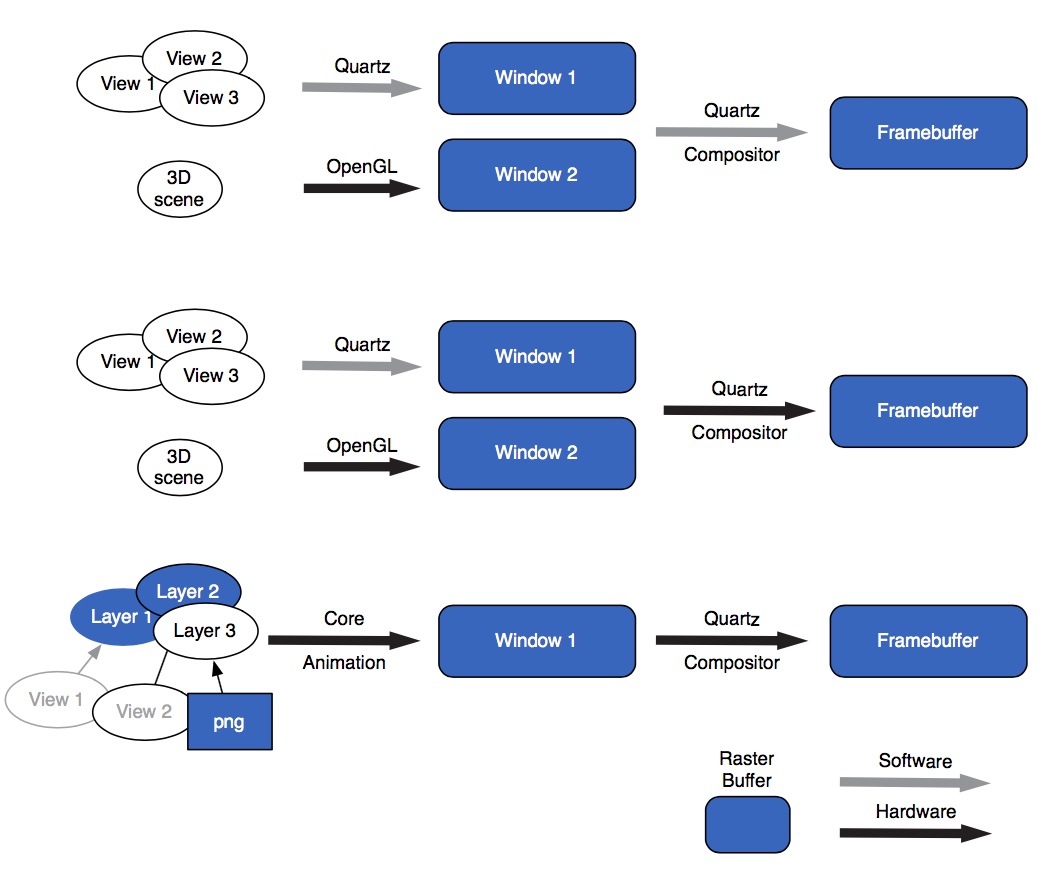 View 1
View 2
View 3
Quartz
Window 1
3D
scene
OpenGL
Window 2
Quartz
Compositor
Framebuffer
View 1
View 2
View 3
Quartz
Window 1
3D
scene
OpenGL
Window 2
Quartz
Compositor
Framebuffer
Layer 1
Layer 2
Layer 3
View 1
View 2
png
Core
Animation
Window 1
Quartz
Compositor
Framebuffer
Raster
Buffer
Software
Hardware